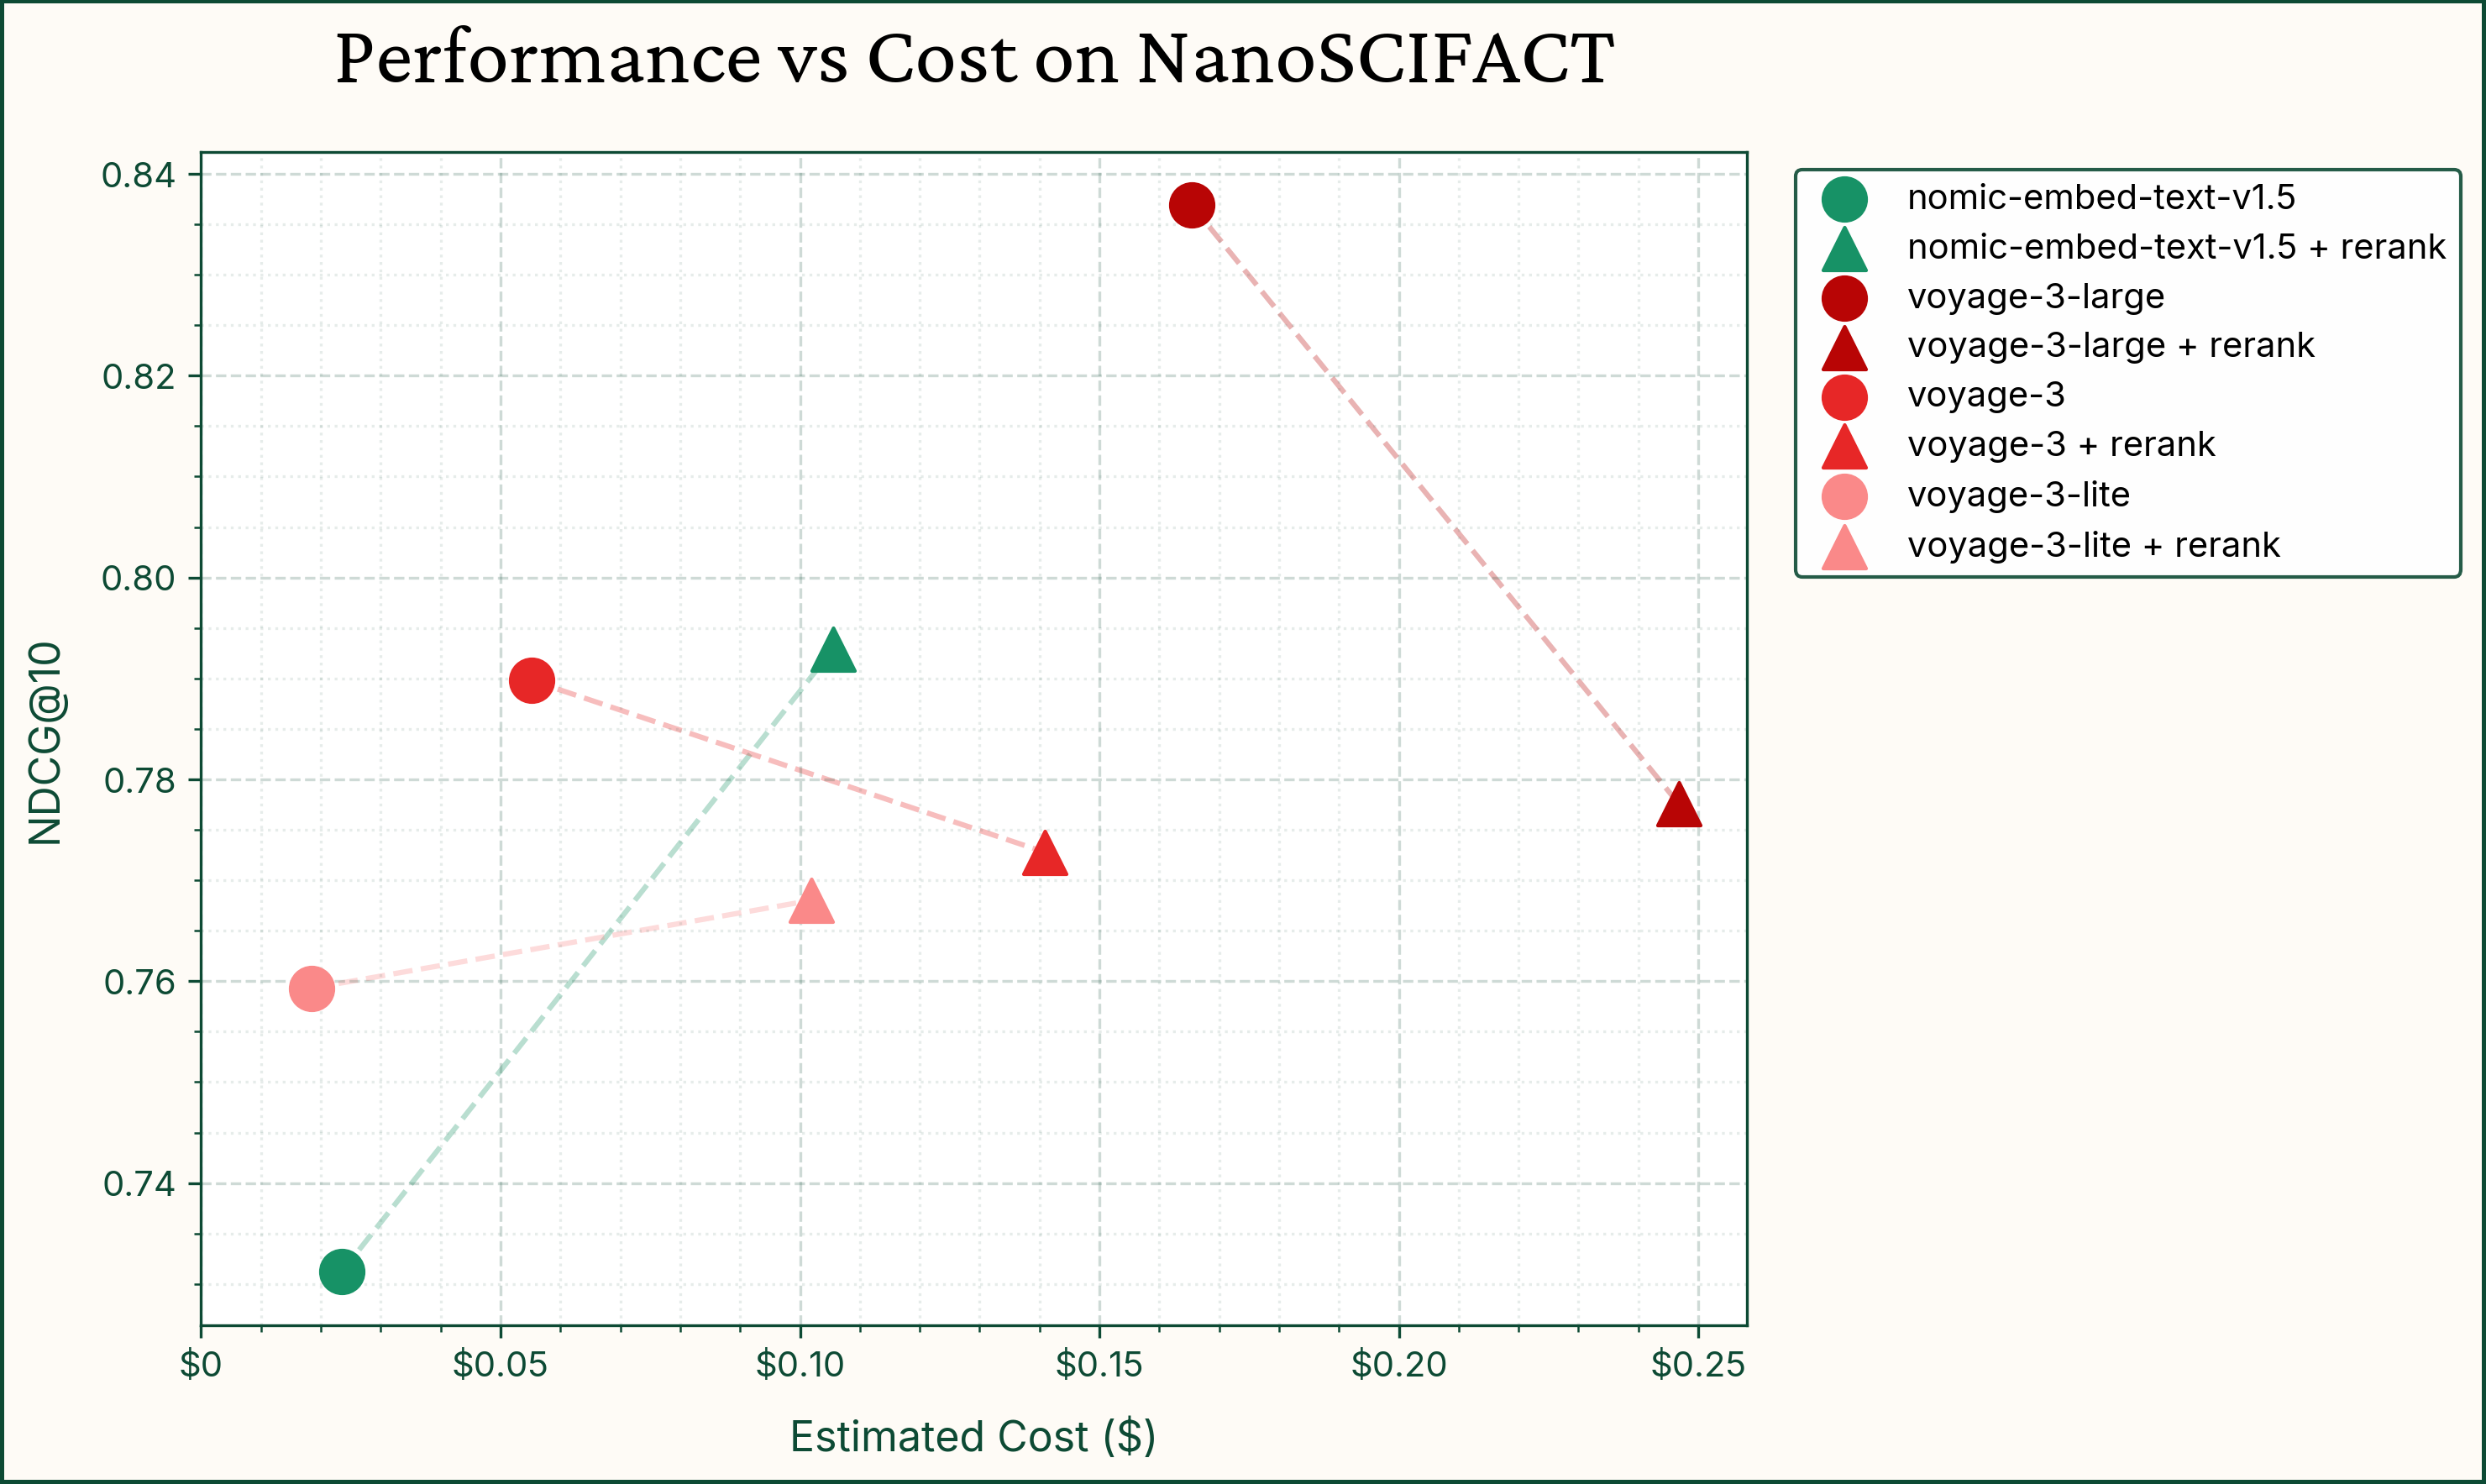 Performance vs Cost on NanoSCIFACT
0.84
0.82
0.80
0.78
0.76
0.74
NDCG@10
$0
$0.05
$0.10
$0.15
$0.20
$0.25
Estimated Cost ($)
nomic-embed-text-v1.5
nomic-embed-text-v1.5 + rerank
voyage-3-large
voyage-3-large + rerank
voyage-3
voyage-3 + rerank
voyage-3-lite
voyage-3-lite + rerank